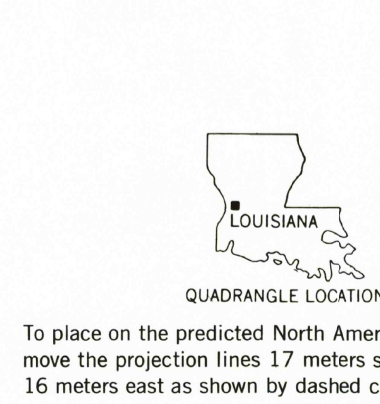 LOUISIANA
QUADRANGLE LOCATION
To place on the predicted North Amer
move the projection lines 17 meters s
16 meters east as shown by dashed c